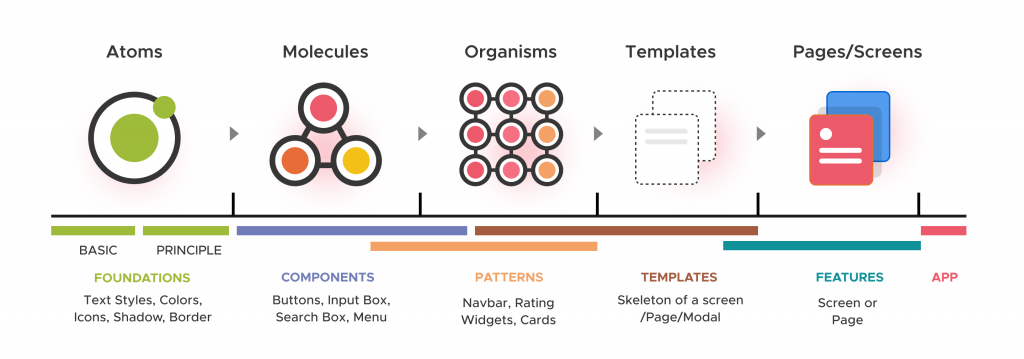 Atoms
Molecules
Organisms
Templates
Pages/Screens
BASIC
PRINCIPLE
FOUNDATIONS
Text Styles, Colors,
Icons, Shadow, Border
COMPONENTS
Buttons, Input Box,
Search Box, Menu
PATTERNS
Navbar, Rating
Widgets, Cards
TEMPLATES
Skeleton of a screen
/Page/Modal
FEATURES
Screen or
Page
APP